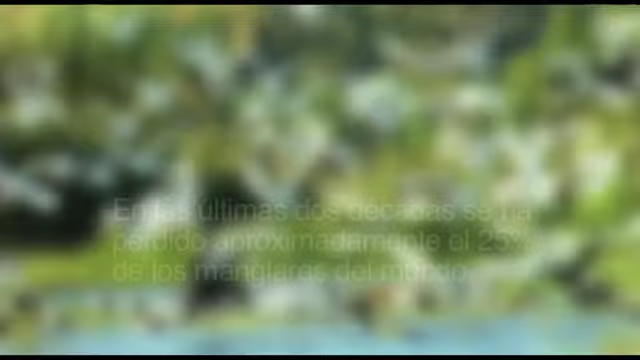 En las últimas dos décadas se ha
perdido aproximadamente el 25%
de los manglares del mundo